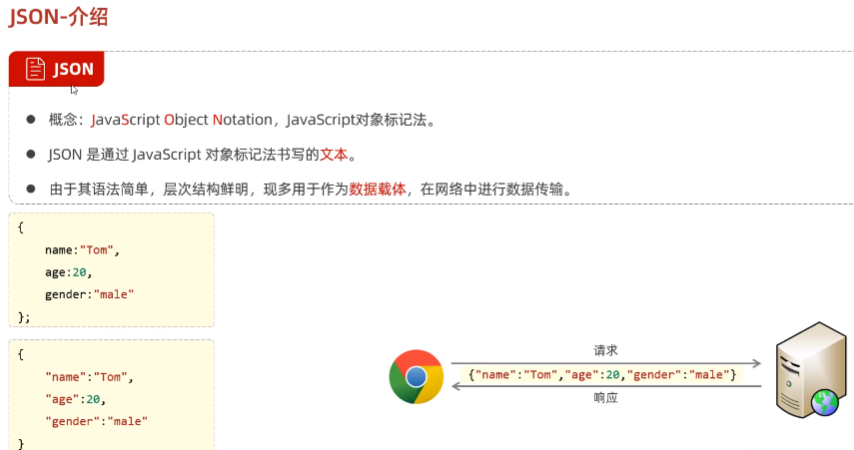 JSON-介绍
JSON
概念：JavaScript Object Notation，JavaScript对象标记法。
JSON 是通过 JavaScript 对象标记法书写的文本。
由于其语法简单，层次结构鲜明，现多用于作为数据载体，在网络中进行数据传输。
{
name:"Tom",
age:20,
gender:"male"
};
{
"name":"Tom",
"age":20,
"gender":"male"
}
请求
{"name":"Tom","age":20,"gender":"male"}
响应